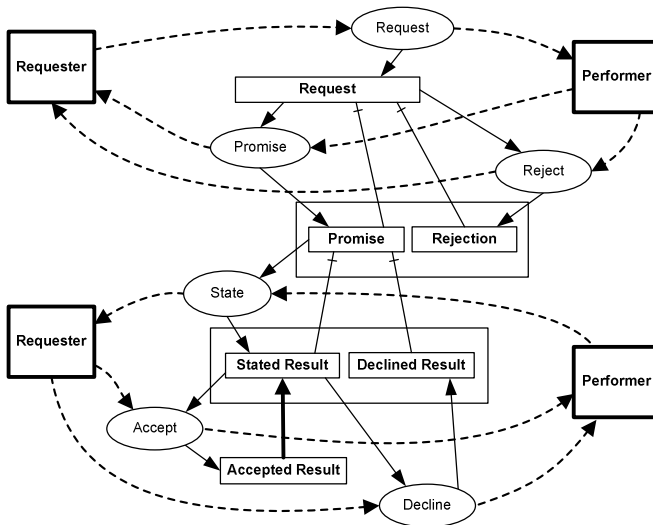 Request
Requester
Performer
Request
Promise
Reject
Promise
Rejection
State
Requester
Stated Result
Declined Result
Performer
Accept
Accepted Result
Decline